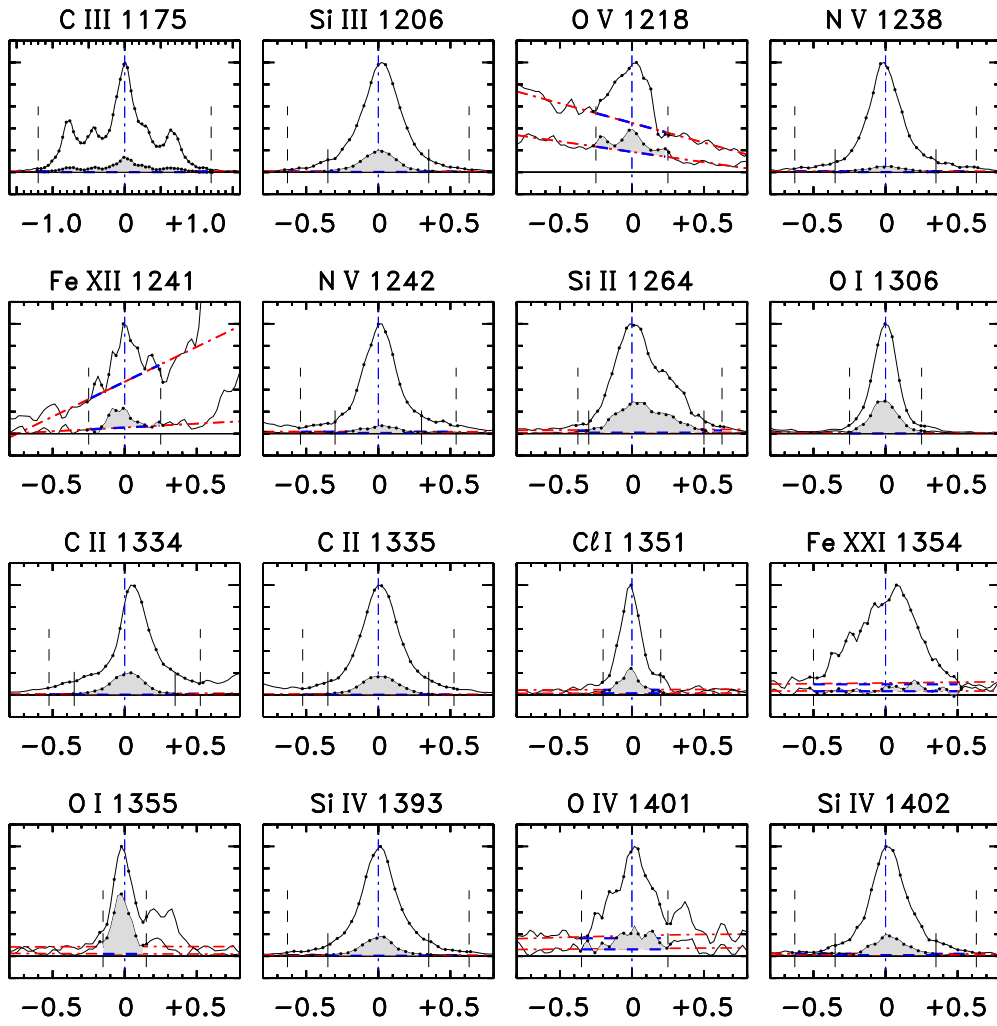 C III 1175 Si III 1206 O V 1218 N V 1238
−1.0 0 +1.0 −0.5 0 +0.5 −0.5 0 +0.5 −0.5 0 +0.5
Fe XII 1241 N V 1242 Si II 1264 O I 1306
−0.5 0 +0.5 −0.5 0 +0.5 −0.5 0 +0.5 −0.5 0 +0.5
C II 1334 C II 1335 Cℓ I 1351 Fe XXI 1354
−0.5 0 +0.5 −0.5 0 +0.5 −0.5 0 +0.5 −0.5 0 +0.5
O I 1355 Si IV 1393 O IV 1401 Si IV 1402
−0.5 0 +0.5 −0.5 0 +0.5 −0.5 0 +0.5 −0.5 0 +0.5